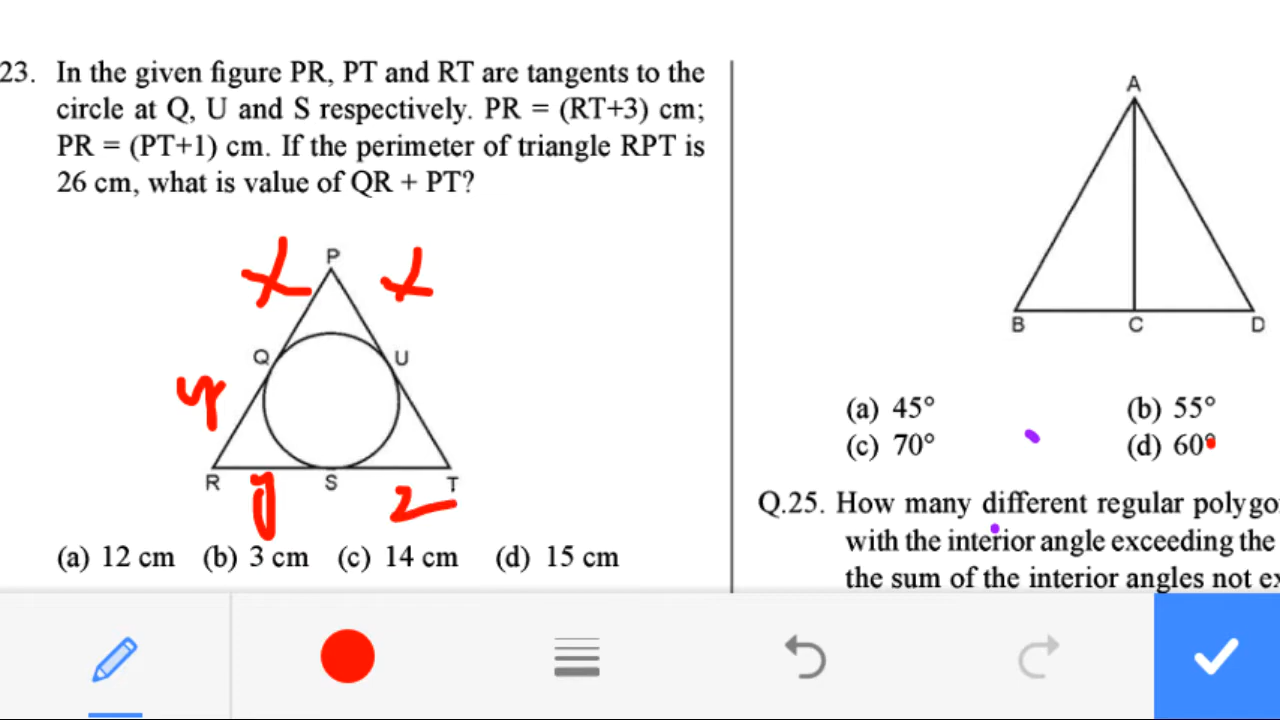 23. In the given figure PR, PT and RT are tangents to the
circle at Q, U and S respectively. PR = (RT+3) cm;
PR = (PT+1) cm. If the perimeter of triangle RPT is
26 cm, what is value of QR + PT?
x P x
Q U
y
R S T
y z
(a) 12 cm (b) 3 cm (c) 14 cm (d) 15 cm
A
B C D
(a) 45° (b) 55°
(c) 70° (d) 60°
Q.25. How many different regular polygo
with the interior angle exceeding the
the sum of the interior angles not ex